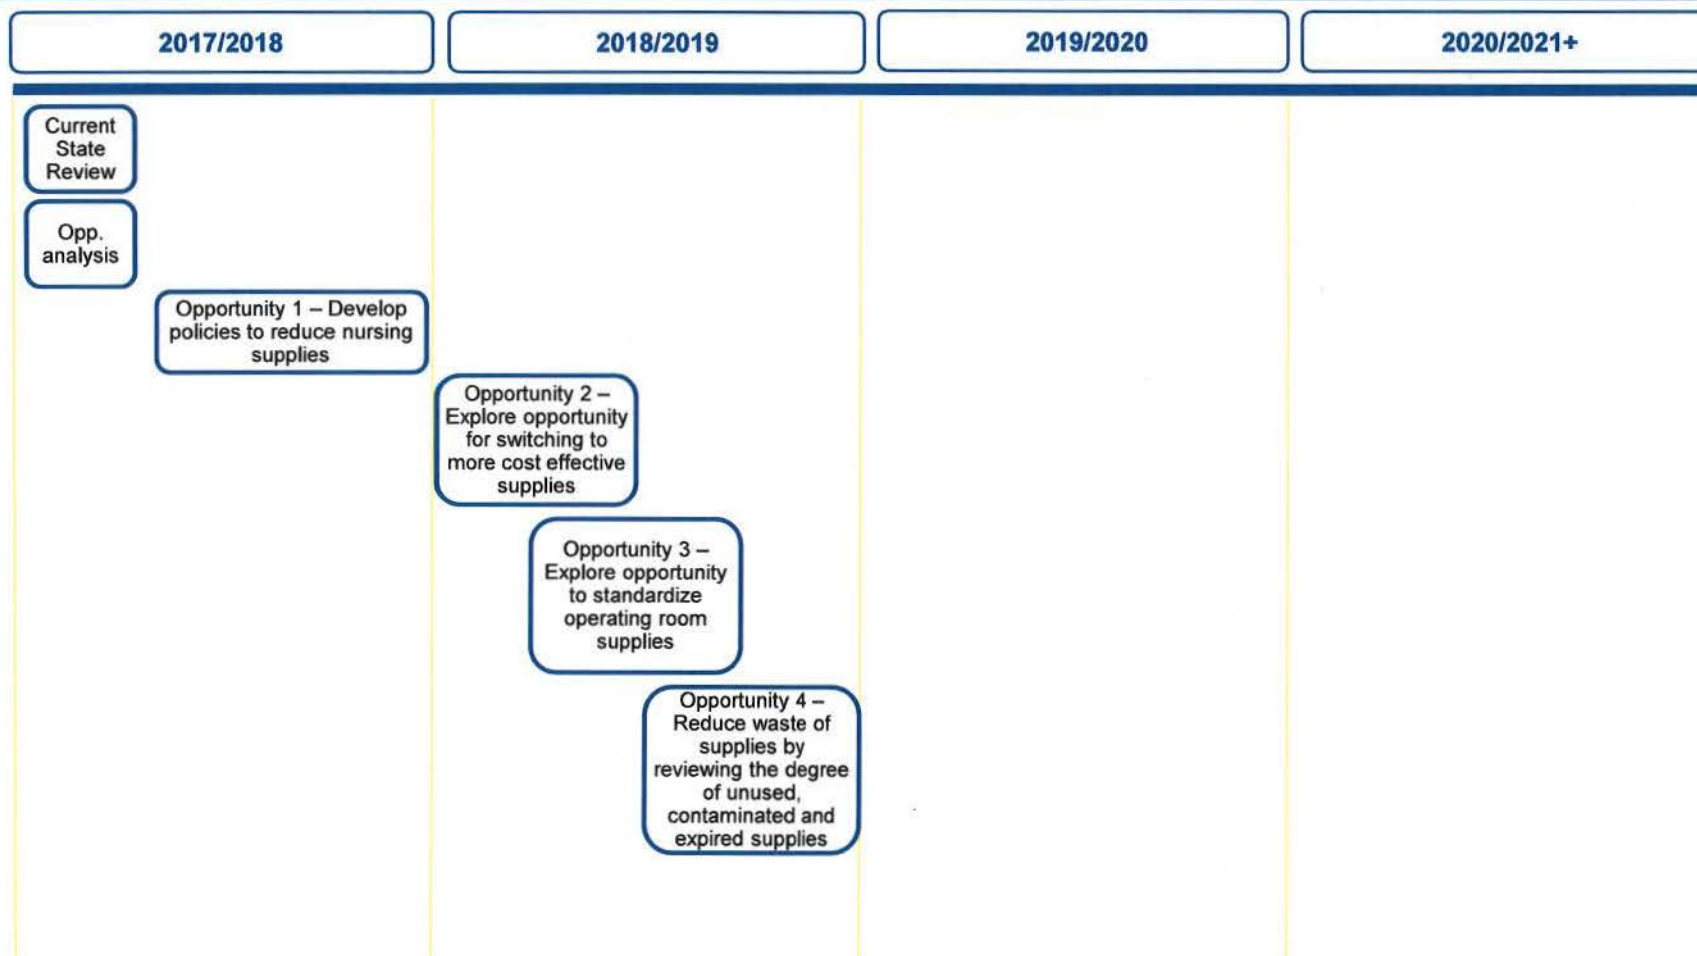 2017/2018
2018/2019
2019/2020
2020/2021+
Current
State
Review
Opp.
analysis
Opportunity 1 – Develop
policies to reduce nursing
supplies
Opportunity 2 –
Explore opportunity
for switching to
more cost effective
supplies
Opportunity 3 –
Explore opportunity
to standardize
operating room
supplies
Opportunity 4 –
Reduce waste of
supplies by
reviewing the degree
of unused,
contaminated and
expired supplies